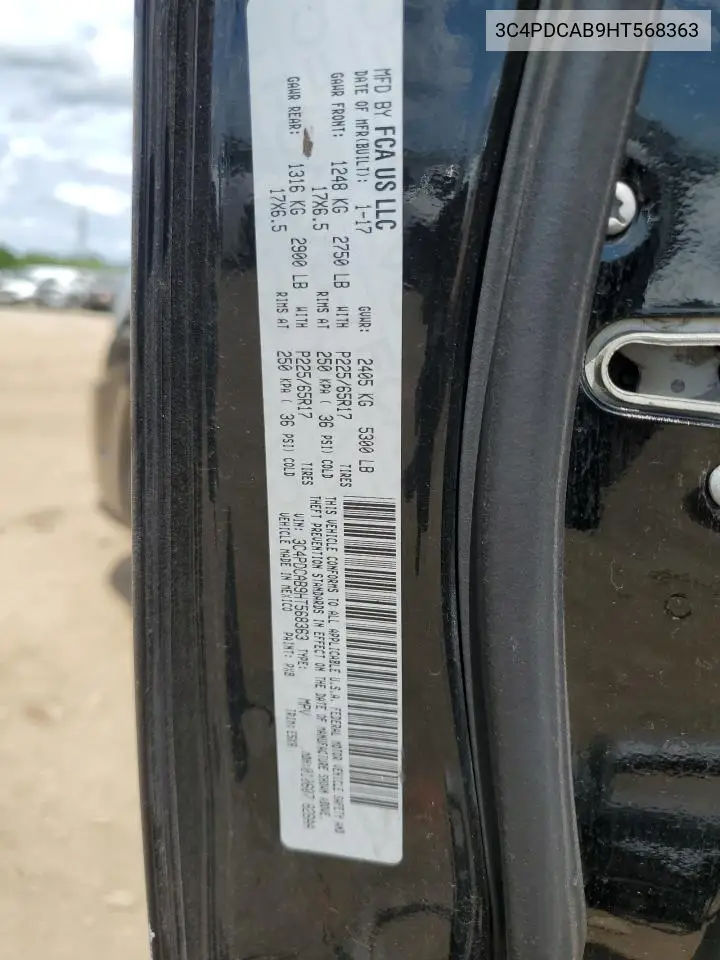 3C4PDCAB9HT568363
MFD BY FCA US LLC
DATE OF MFR(BUILT): 1-17 GVWR: 2405 KG 5300 LB
GAWR FRONT: 1248 KG 2750 LB WITH P225/65R17 TIRES
17X6.5 RIMS AT 250 KPA ( 36 PSI) COLD
GAWR REAR: 1316 KG 2900 LB WITH P225/65R17 TIRES
17X6.5 RIMS AT 250 KPA ( 36 PSI) COLD
THIS VEHICLE CONFORMS TO ALL APPLICABLE U.S.A. FEDERAL MOTOR VEHICLE SAFETY AND
THEFT PREVENTION STANDARDS IN EFFECT ON THE DATE OF MANUFACTURE SHOWN ABOVE.
VIN: 3C4PDCAB9HT568363 TYPE: MPV
VEHICLE MADE IN MEXICO PAINT: PX8 TRIM: